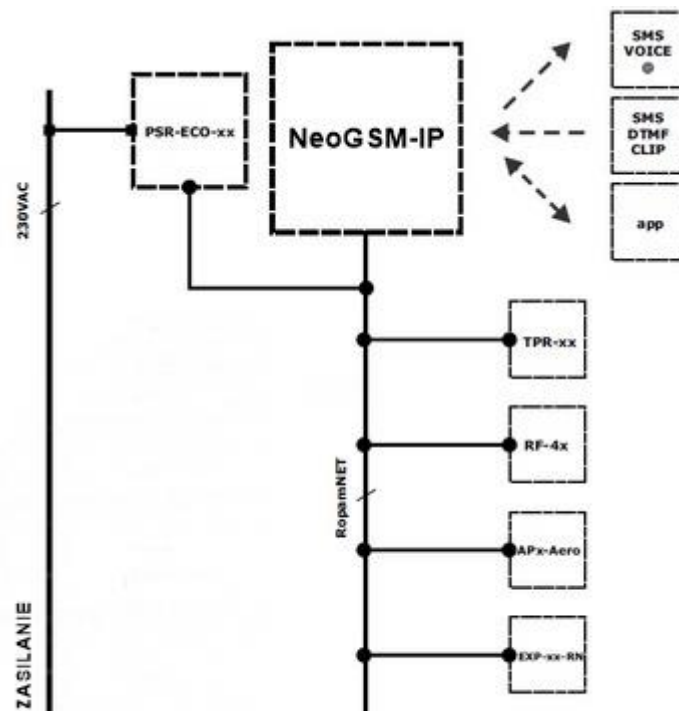 SMS
VOICE
@
PSR-ECO-xx
NeoGSM-IP
SMS
DTMF
CLIP
app
230VAC
TPR-xx
RF-4x
RopamNET
APx-Aero
EXP-xx-RN
ZASILANIE